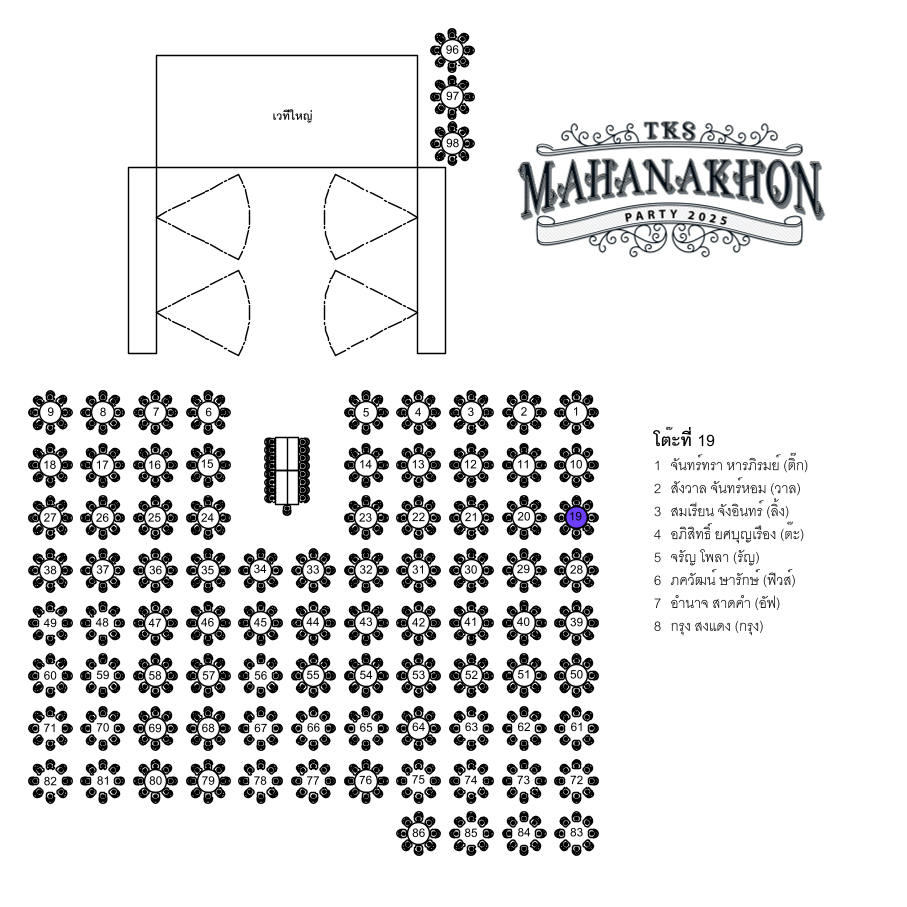 96
97
98
เวทีใหญ่
TKS
MAHANAKHON
PARTY 2025
9 8 7 6 5 4 3 2 1
18 17 16 15 14 13 12 11 10
27 26 25 24 23 22 21 20 19
38 37 36 35 34 33 32 31 30 29 28
49 48 47 46 45 44 43 42 41 40 39
60 59 58 57 56 55 54 53 52 51 50
71 70 69 68 67 66 65 64 63 62 61
82 81 80 79 78 77 76 75 74 73 72
86 85 84 83
โต๊ะที่ 19
1 จันทร์ทรา หารภิรมย์ (ติ๊ก)
2 สังวาล จันทร์หอม (วาล)
3 สมเรียน จังอินทร์ (ลิ้ง)
4 อภิสิทธิ์ ยศบุญเรือง (ต๊ะ)
5 จรัญ โพลา (รัญ)
6 ภควัฒน์ ษารักษ์ (ฟิวส์)
7 อำนาจ สาดคำ (อัฟ)
8 กรุง สงแดง (กรุง)